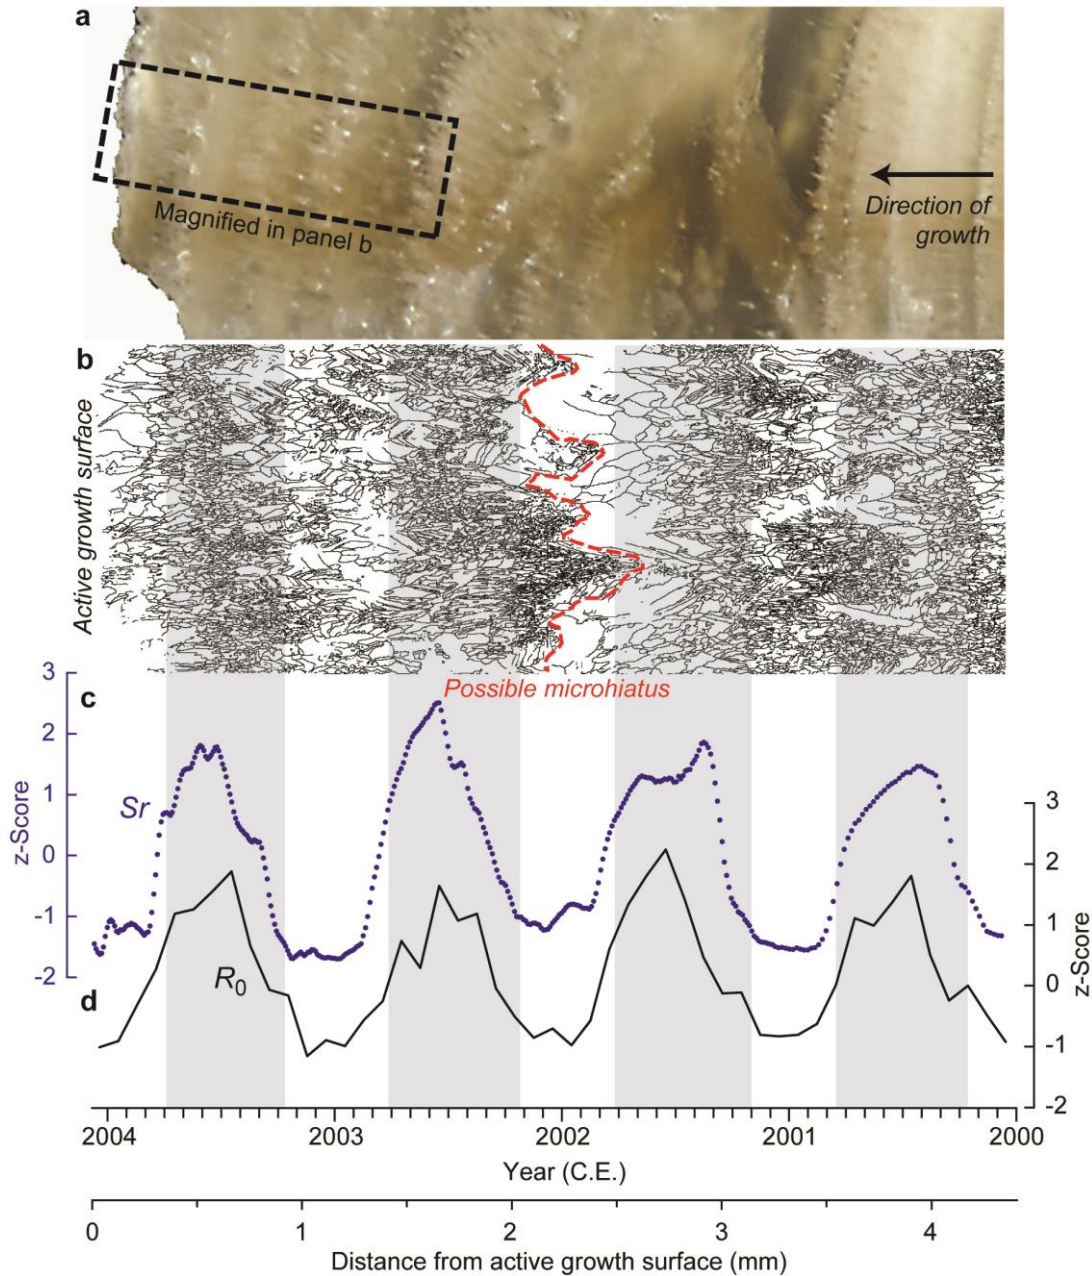 a
Magnified in panel b
Direction of
growth
b
Active growth surface
Possible microhiatus
c
3
2
1
0
-1
-2
z-Score
Sr
3
2
1
0
-1
-2
z-Score
R₀
d
2004 2003 2002 2001 2000
Year (C.E.)
0 1 2 3 4
Distance from active growth surface (mm)